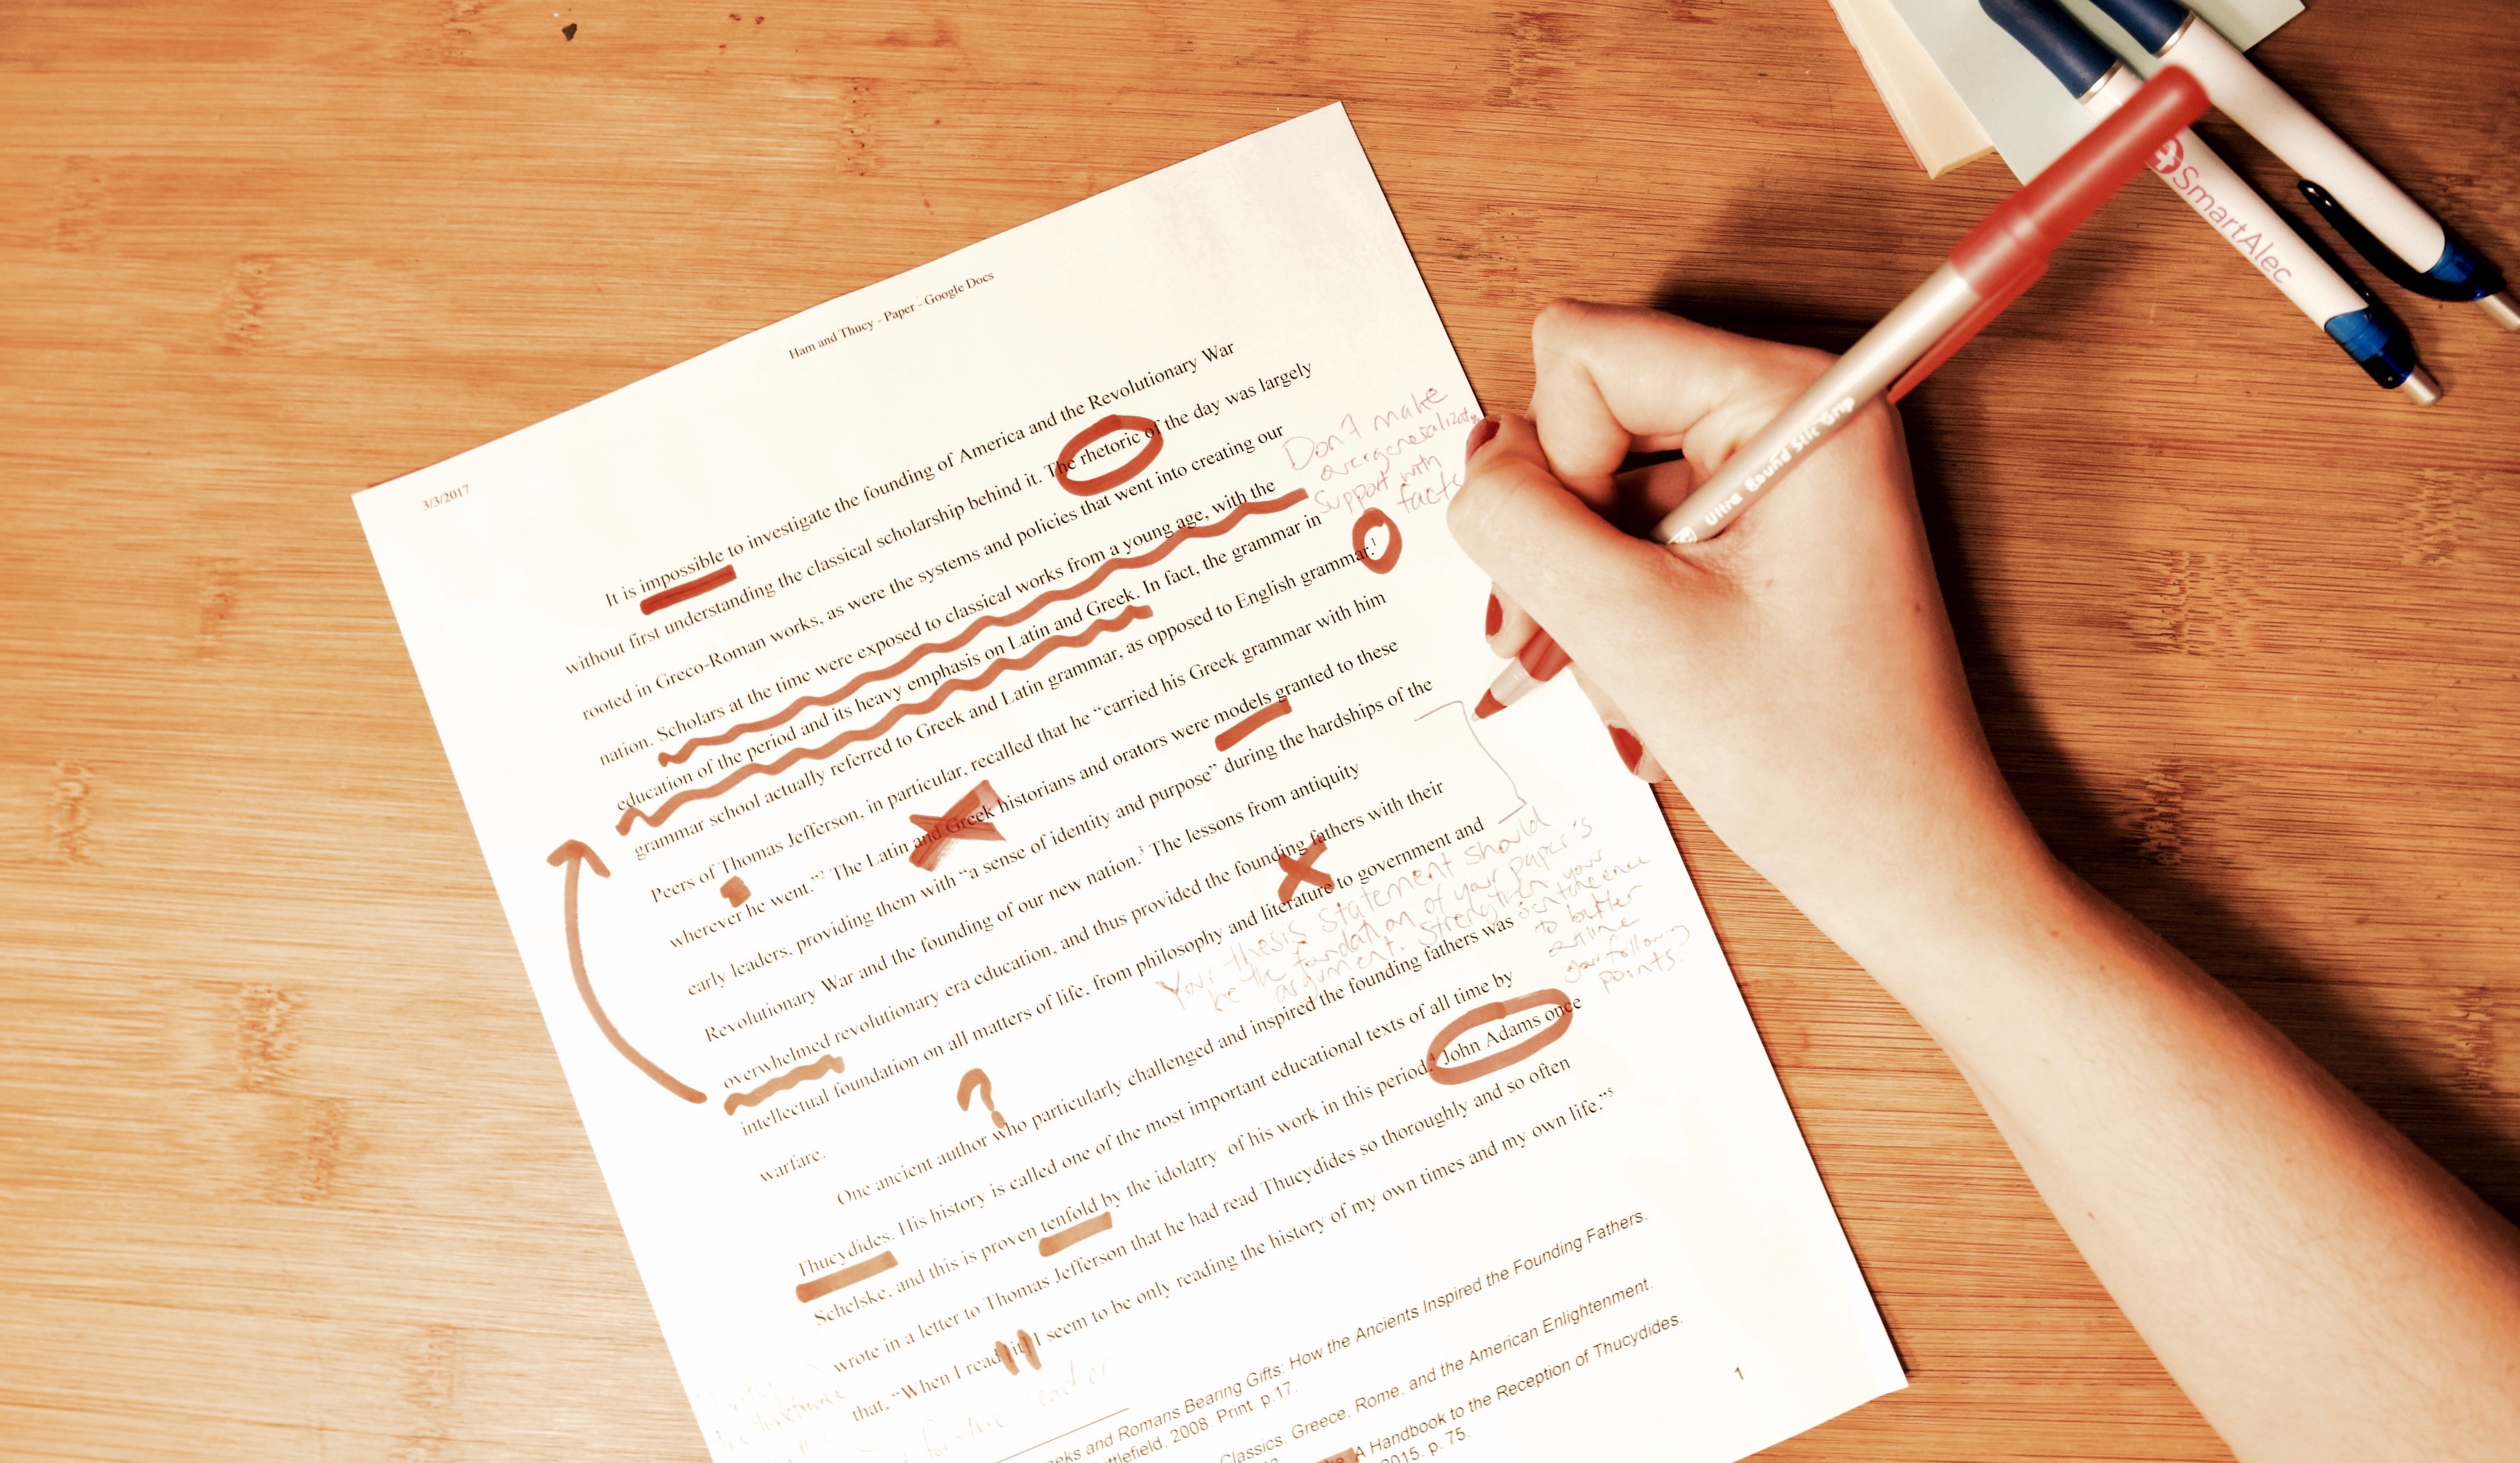 3/3/2017
Ham and Thucy - Paper - Google Docs
It is impossible to investigate the founding of America and the Revolutionary War
without first understanding the classical scholarship behind it. The rhetoric of the day was largely
rooted in Greco-Roman works, as were the systems and policies that went into creating our
nation. Scholars at the time were exposed to classical works from a young age, with the
education of the period and its heavy emphasis on Latin and Greek. In fact, the grammar in
grammar school actually referred to Greek and Latin grammar, as opposed to English grammar.¹
Peers of Thomas Jefferson, in particular, recalled that he “carried his Greek grammar with him
wherever he went.”² The Latin and Greek historians and orators were models granted to these
early leaders, providing them with “a sense of identity and purpose” during the hardships of the
Revolutionary War and the founding of our new nation.³ The lessons from antiquity
overwhelmed revolutionary era education, and thus provided the founding fathers with their
intellectual foundation on all matters of life, from philosophy and literature to government and
warfare.
?
One ancient author who particularly challenged and inspired the founding fathers was
Thucydides. His history is called one of the most important educational texts of all time by
Schelske, and this is proven tenfold by the idolatry of his work in this period.⁴ John Adams once
wrote in a letter to Thomas Jefferson that he had read Thucydides so thoroughly and so often
that, “When I read [it] I seem to be only reading the history of my own times and my own life.”⁵
Don't make
overgeneralizat
support with
facts
Your thesis statement should
be the foundation of your paper's
argument. Strengthen your
to
outline
your following
points.
for the reader
eks and Romans Bearing Gifts: How the Ancients Inspired the Founding Fathers.
ttlefield, 2008. Print. p.17.
Classics: Greece, Rome, and the American Enlightenment.
A Handbook to the Reception of Thucydides.
2015. p. 75.
1
Ultra Round Stic Grip
SmartAlec